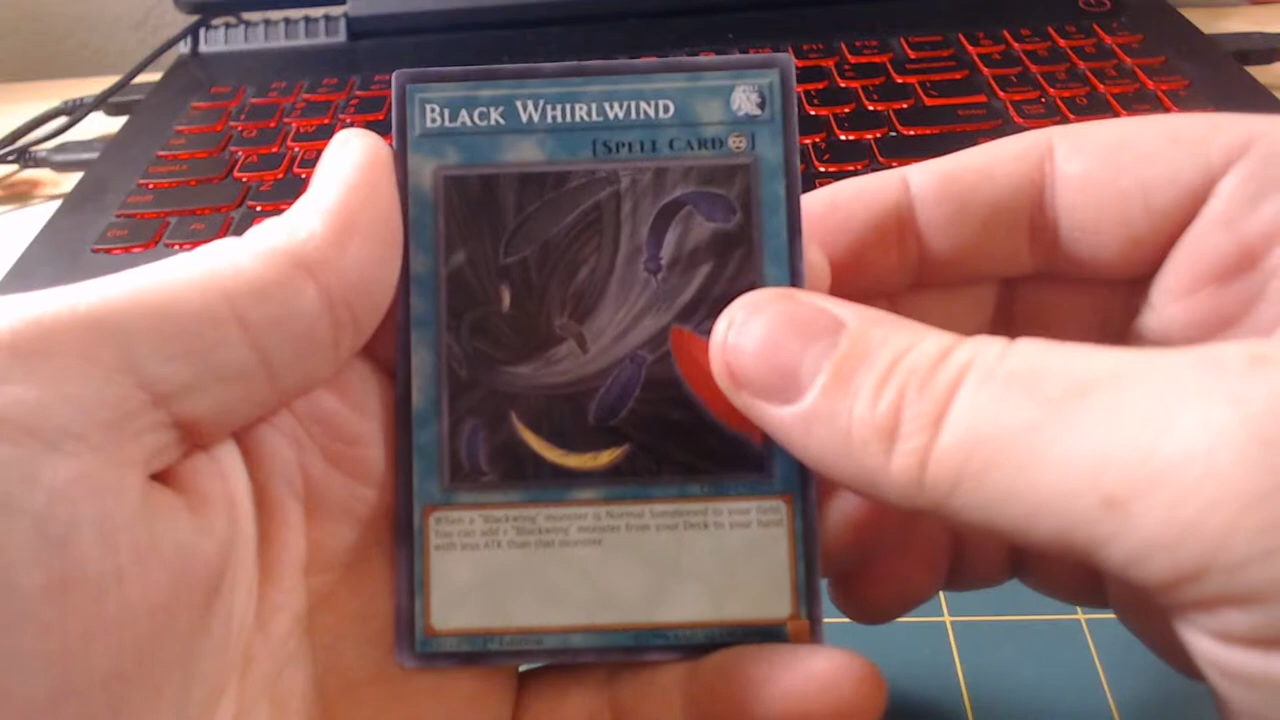 BLACK WHIRLWIND
[SPELL CARD]
When a "Blackwing" monster is Normal Summoned to your field,
You can add 1 "Blackwing" monster from your Deck to your hand
with less ATK than that monster.
1st Edition